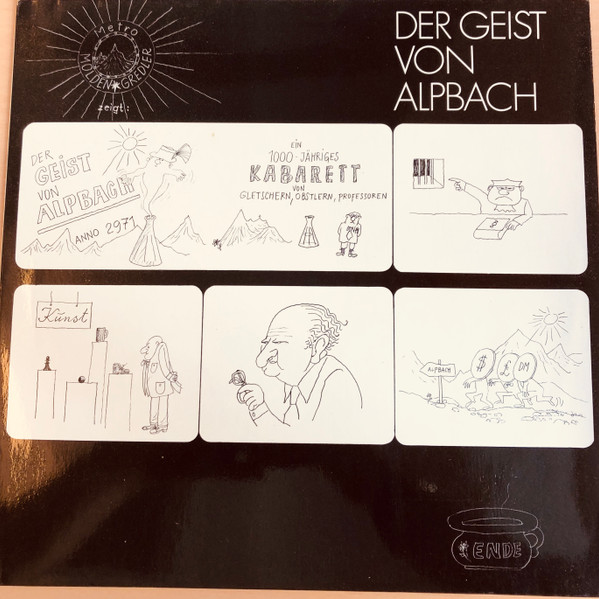 Metro
MOLDEN*GREDLER
zeigt:
DER GEIST
VON
ALPBACH
DER
GEIST
VON
ALPBACH
ANNO 2971
EIN
1000-JÄHRIGES
KABARETT
VON
GLETSCHERN, OBSTLERN, PROFESSOREN
$
Kunst
ALPBACH
$ £ DM
ENDE